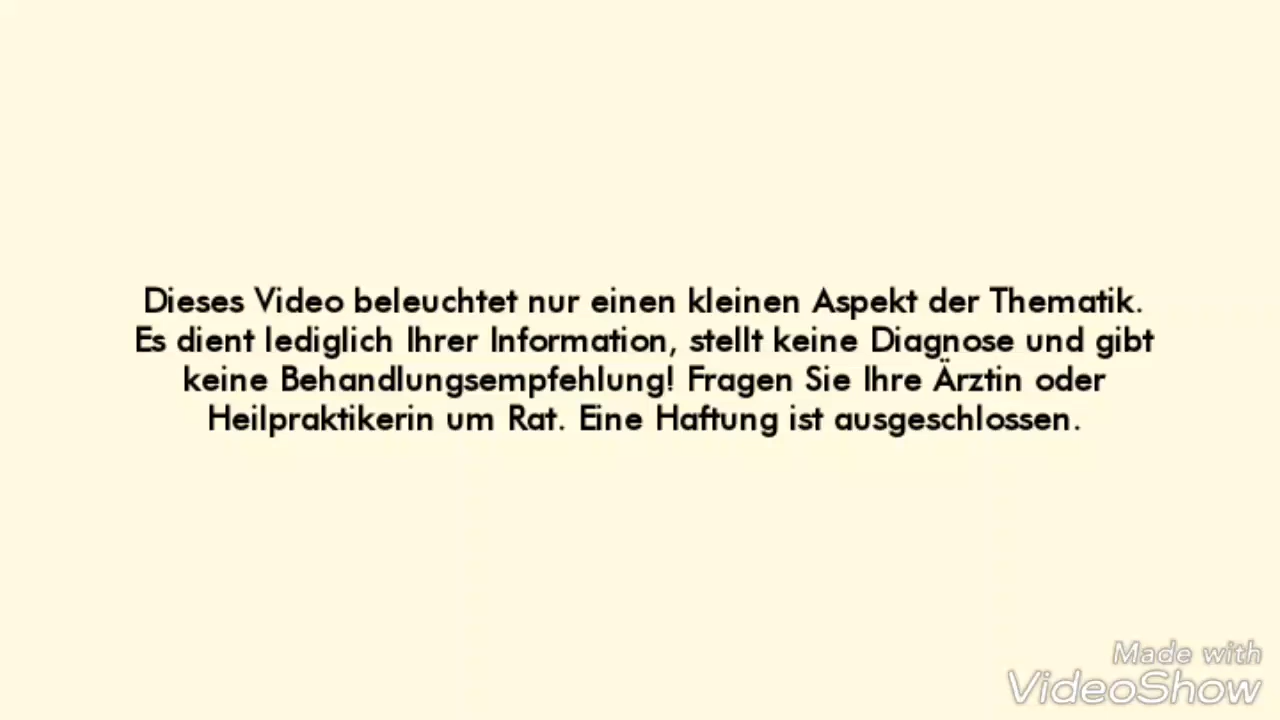 Dieses Video beleuchtet nur einen kleinen Aspekt der Thematik.
Es dient lediglich Ihrer Information, stellt keine Diagnose und gibt
keine Behandlungsempfehlung! Fragen Sie Ihre Ärztin oder
Heilpraktikerin um Rat. Eine Haftung ist ausgeschlossen.
Made with
VideoShow